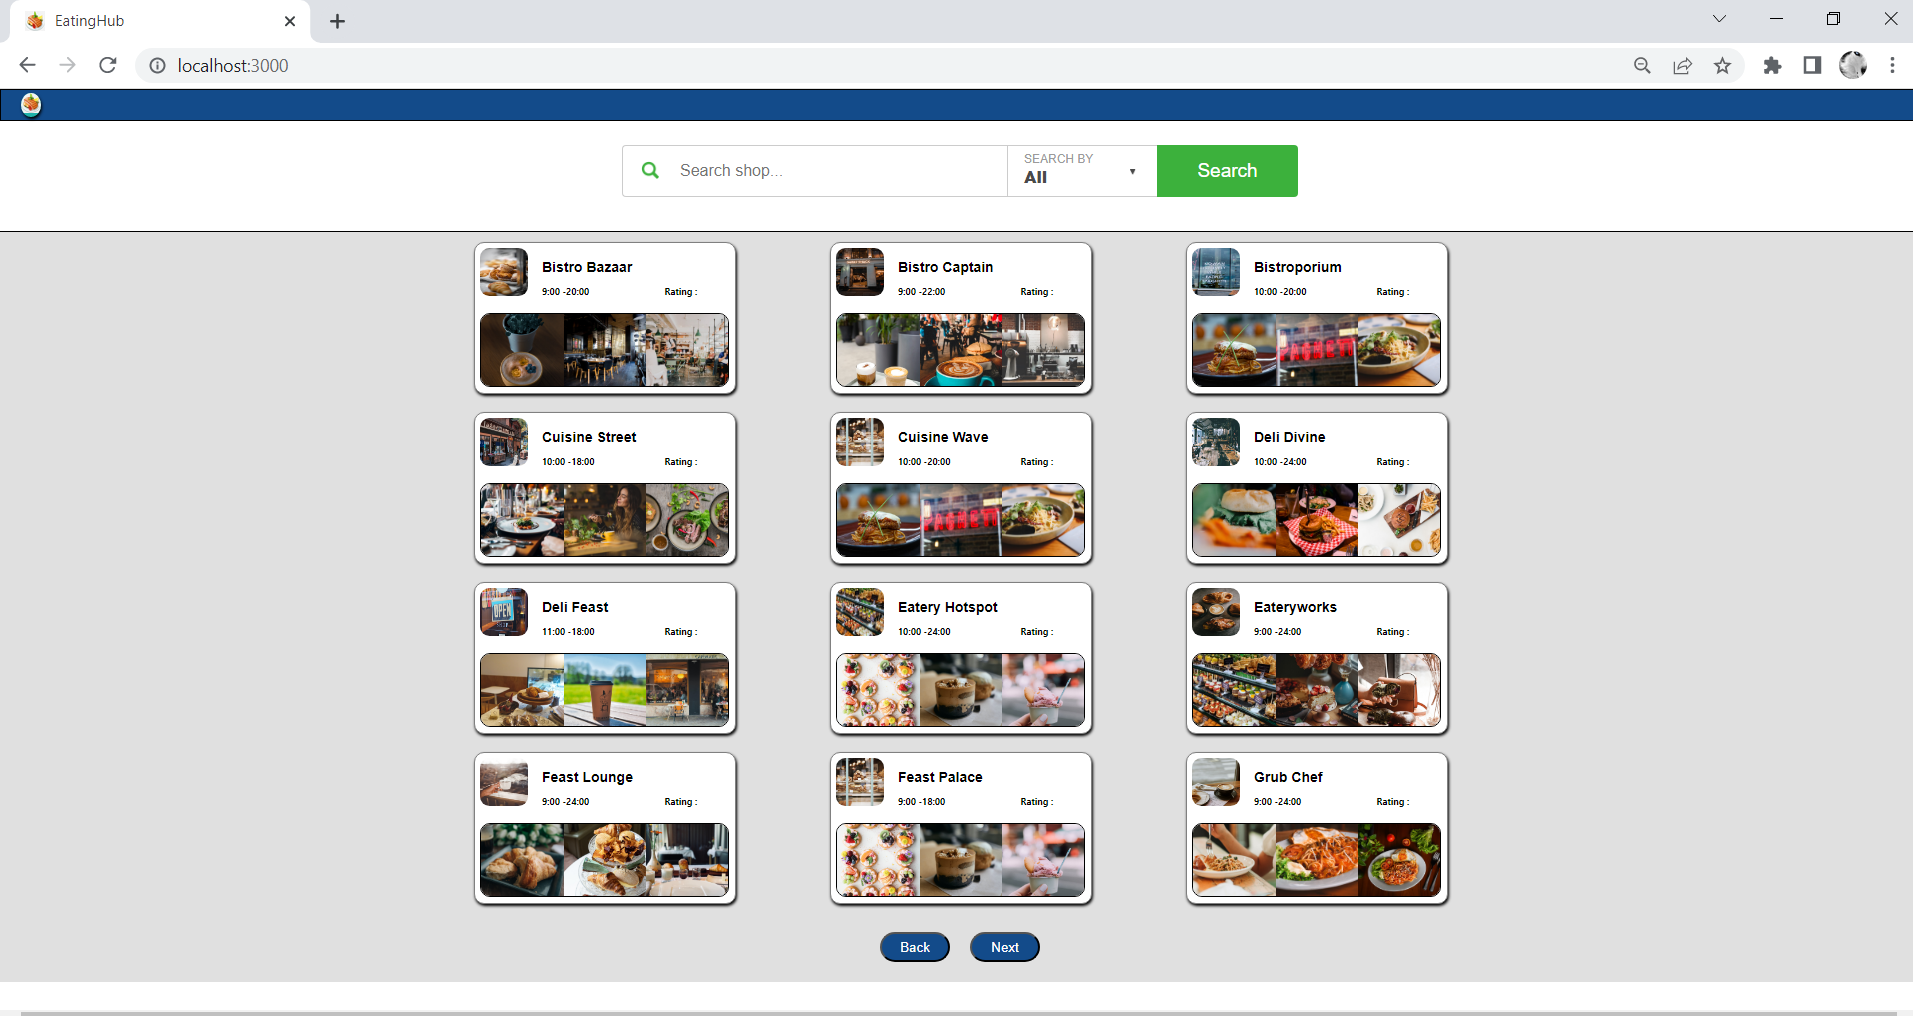 EatingHub
localhost:3000
Search shop...
SEARCH BY
All
Search
Bistro Bazaar
9:00 -20:00 Rating :
Bistro Captain
9:00 -22:00 Rating :
Bistroporium
10:00 -20:00 Rating :
Cuisine Street
10:00 -18:00 Rating :
Cuisine Wave
10:00 -20:00 Rating :
Deli Divine
10:00 -24:00 Rating :
Deli Feast
OPEN
11:00 -18:00 Rating :
Eatery Hotspot
10:00 -24:00 Rating :
Eateryworks
9:00 -24:00 Rating :
Feast Lounge
9:00 -24:00 Rating :
Feast Palace
9:00 -18:00 Rating :
Grub Chef
9:00 -24:00 Rating :
Back
Next